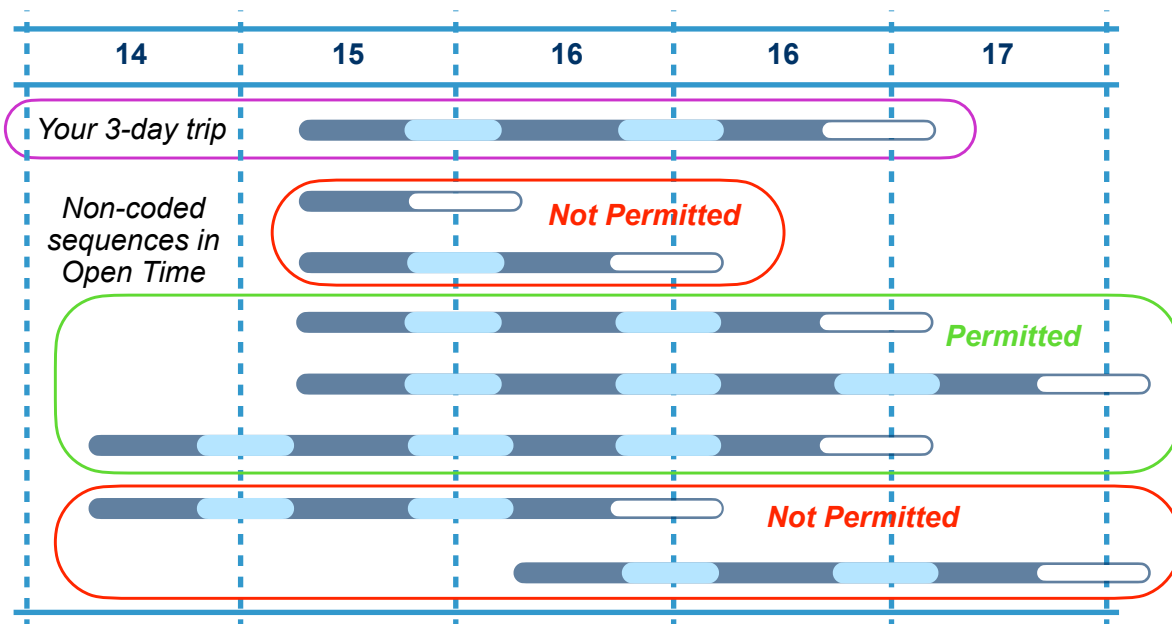 14 15 16 16 17
Your 3-day trip
Non-coded
sequences in
Open Time
Not Permitted
Permitted
Not Permitted